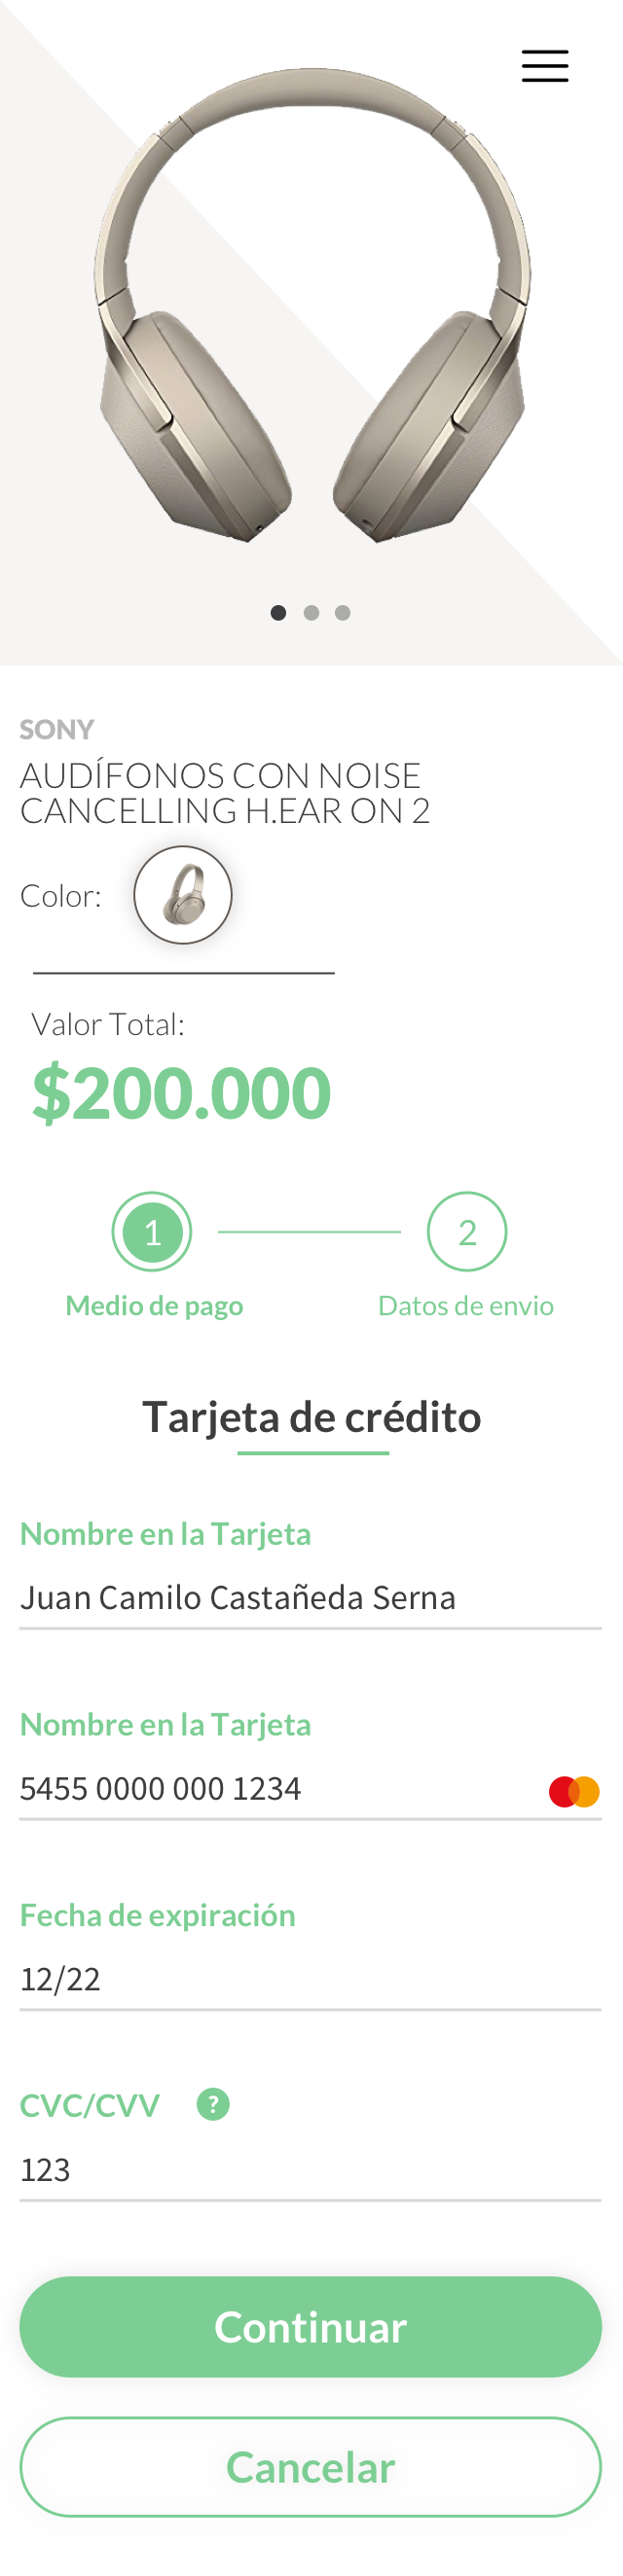 SONY
AUDÍFONOS CON NOISE
CANCELLING H.EAR ON 2
Color:
Valor Total:
$200.000
1
2
Medio de pago
Datos de envio
Tarjeta de crédito
Nombre en la Tarjeta
Juan Camilo Castañeda Serna
Nombre en la Tarjeta
5455 0000 000 1234
Fecha de expiración
12/22
CVC/CVV ?
123
Continuar
Cancelar